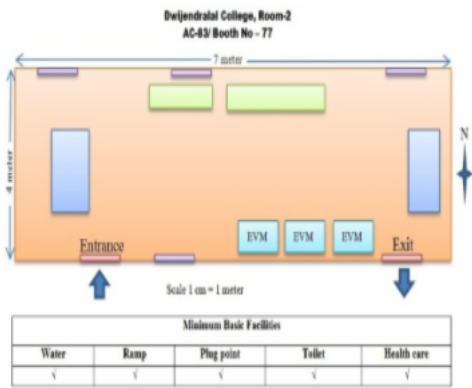 Dwijendralal College, Room-2
AC-83/ Booth No – 77
7 meter
4 meter
N
EVM EVM EVM
Entrance
Exit
Scale 1 cm = 1 meter
Minimum Basic Facilities
Water Ramp Plug point Toilet Health care
√ √ √ √ √